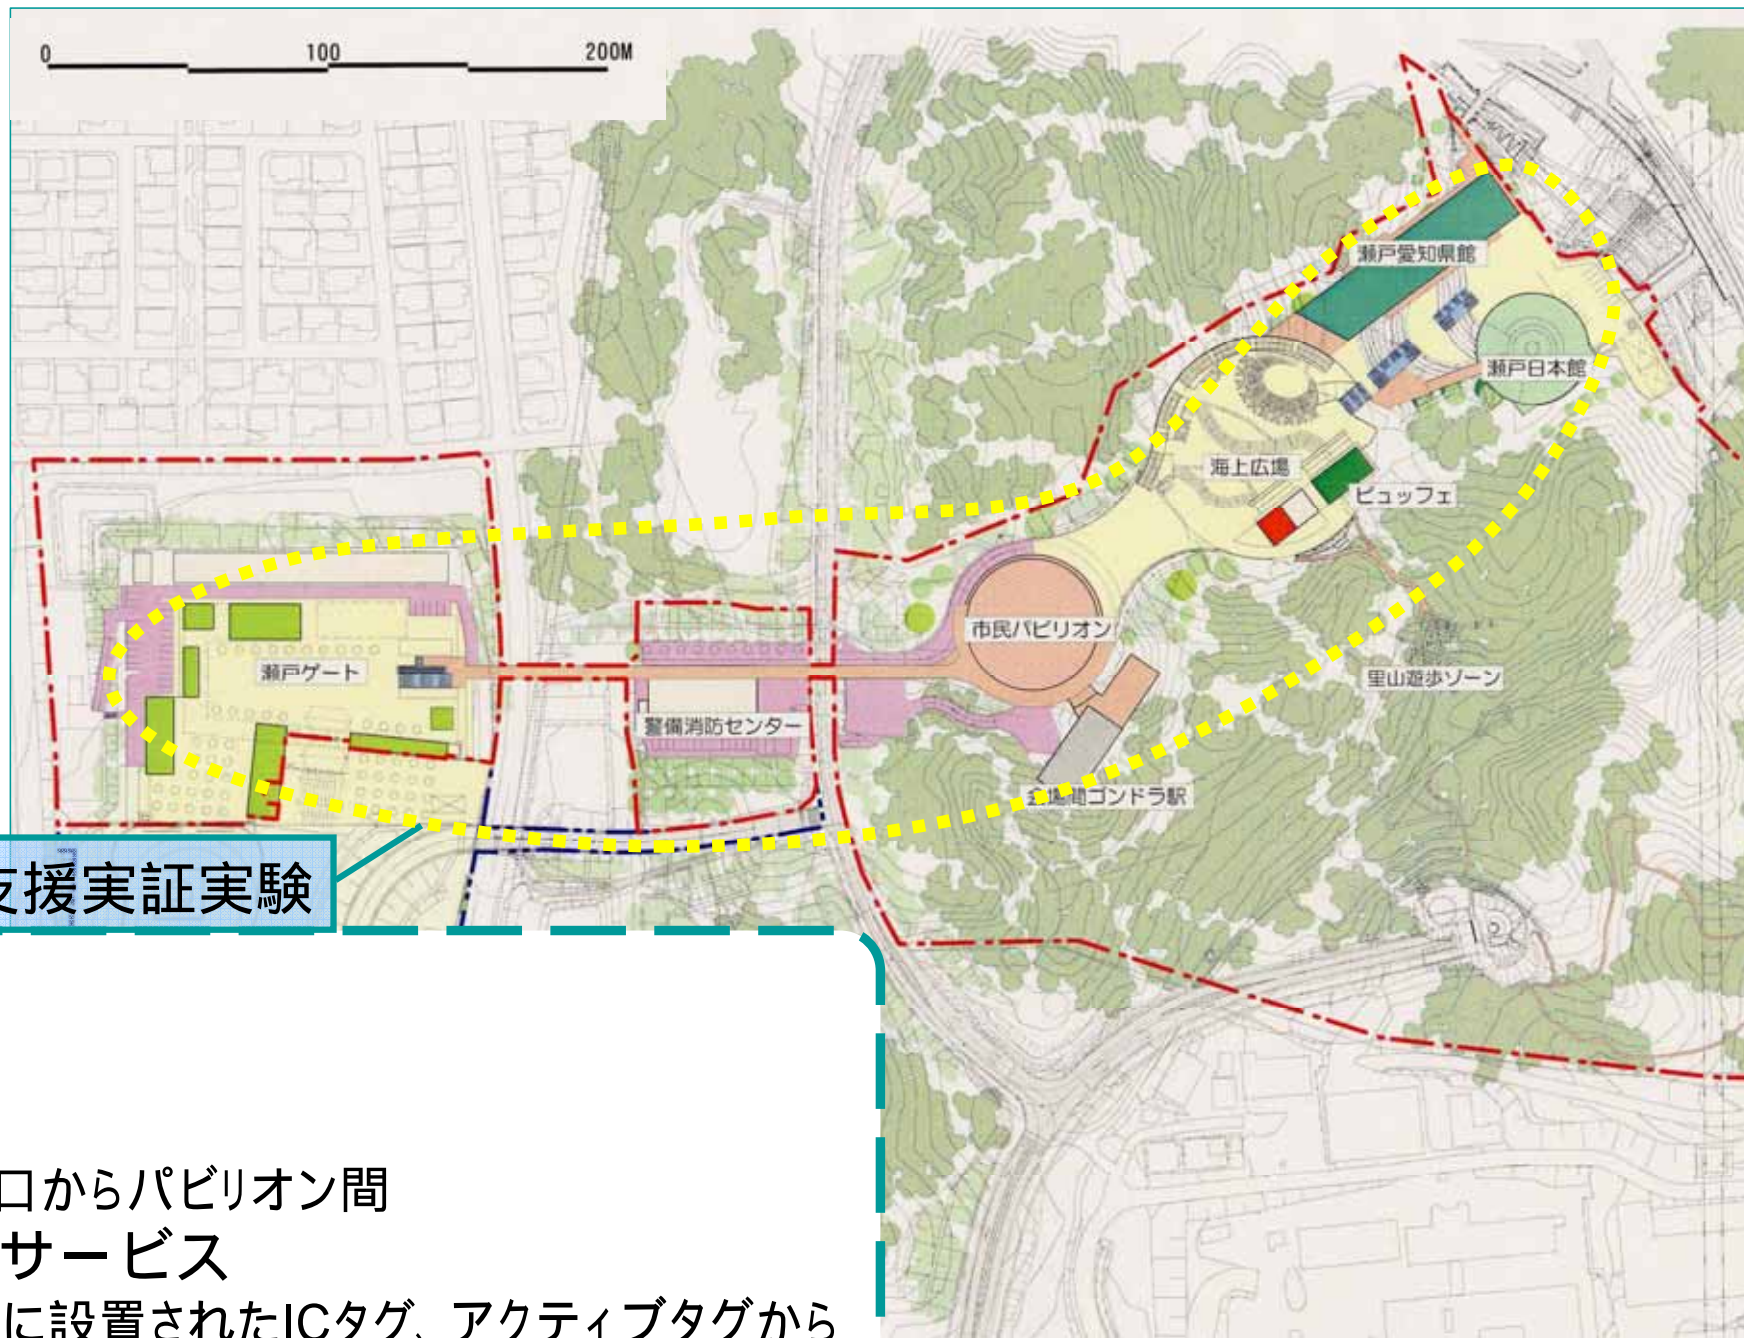 0 100 200M
瀬戸愛知県館
瀬戸日本館
海上広場
ビュッフェ
市民パビリオン
瀬戸ゲート
里山遊歩ゾーン
警備消防センター
会場間ゴンドラ駅
支援実証実験
口からパビリオン間
サービス
に設置されたICタグ、アクティブタグから